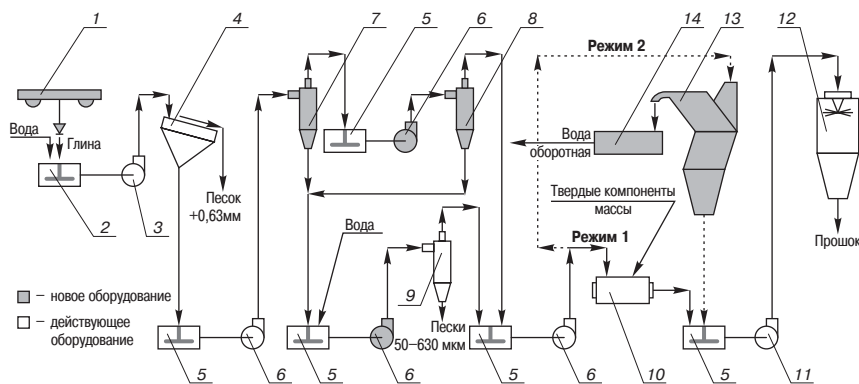 1
4
7
5
6
8
14
13
12
Режим 2
Вода
Глина
Вода
оборотная
2
3
Песок
+0,63мм
Твердые компоненты
массы
Вода
Режим 1
Прошок
9
– новое оборудование
– действующее
оборудование
Пески
50–630 мкм
10
5
6
5
6
5
6
5
11